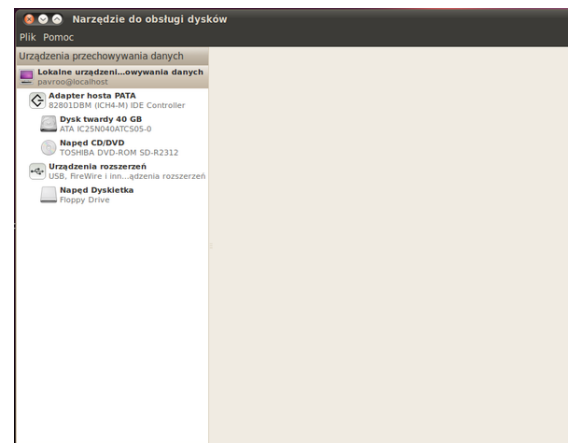 Narzędzie do obsługi dysków
Plik Pomoc
Urządzenia przechowywania danych
Lokalne urządzeni...owywania danych
pavroo@localhost
Adapter hosta PATA
82801DBM (ICH4-M) IDE Controller
Dysk twardy 40 GB
ATA IC25N040ATCS05-0
Napęd CD/DVD
TOSHIBA DVD-ROM SD-R2312
Urządzenia rozszerzeń
USB, FireWire i inn...ądzenia rozszerzeń
Napęd Dyskietka
Floppy Drive